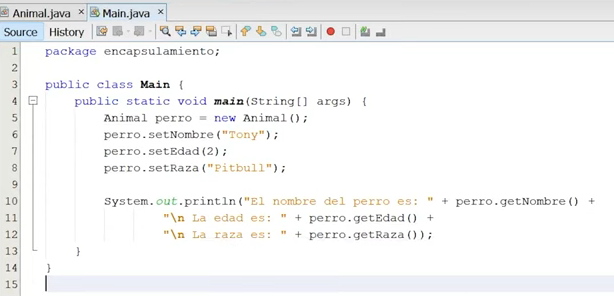 Animal.java Main.java
Source History
1 package encapsulamiento;
2
3 public class Main {
4 public static void main(String[] args) {
5 Animal perro = new Animal();
6 perro.setNombre("Tony");
7 perro.setEdad(2);
8 perro.setRaza("Pitbull");
9
10 System.out.println("El nombre del perro es: " + perro.getNombre() +
11 "\n La edad es: " + perro.getEdad() +
12 "\n La raza es: " + perro.getRaza());
13 }
14 }
15